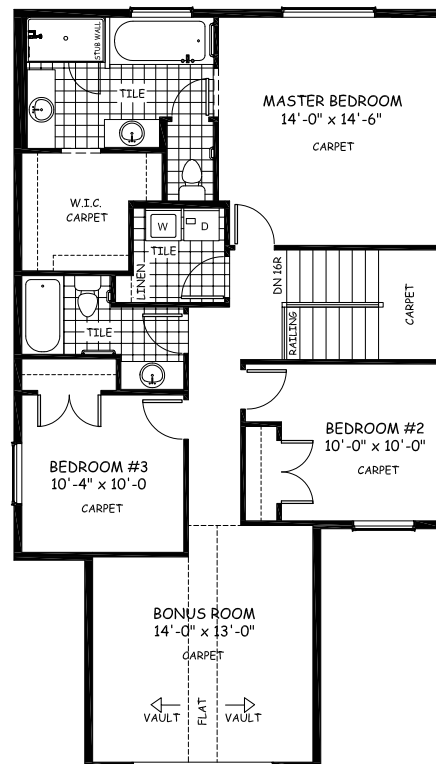 STUB WALL
TILE
MASTER BEDROOM
14'-0" x 14'-6"
CARPET
W.I.C.
CARPET
W
D
TILE
LINEN
DN 16R
CARPET
RAILING
TILE
BEDROOM #2
10'-0" x 10'-0"
CARPET
BEDROOM #3
10'-4" x 10'-0
CARPET
BONUS ROOM
14'-0" x 13'-0"
CARPET
VAULT
FLAT
VAULT